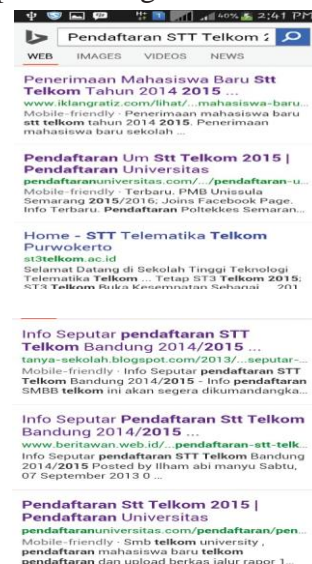 40% 2:41 PM
Pendaftaran STT Telkom 2
WEB IMAGES VIDEOS NEWS
Penerimaan Mahasiswa Baru Stt
Telkom Tahun 2014 2015 ...
www.iklangratiz.com/lihat/...mahasiswa-baru...
Mobile-friendly · Penerimaan mahasiswa baru
stt telkom tahun 2014 2015. Penerimaan
mahasiswa baru sekolah ...
Pendaftaran Um Stt Telkom 2015 |
Pendaftaran Universitas
pendaftaranuniversitas.com/.../pendaftaran-u...
Mobile-friendly · Terbaru. PMB Unissula
Semarang 2015/2016; Joins Facebook Page.
Info Terbaru. Pendaftaran Poltekkes Semaran...
Home - STT Telematika Telkom
Purwokerto
st3telkom.ac.id
Selamat Datang di Sekolah Tinggi Teknologi
Telematika Telkom ... Tetap ST3 Telkom 2015;
ST3 Telkom Buka Kesempatan Sebagai ... 201
Info Seputar pendaftaran STT
Telkom Bandung 2014/2015 ...
tanya-sekolah.blogspot.com/2013/...seputar-...
Mobile-friendly · Info Seputar pendaftaran STT
Telkom Bandung 2014/2015 - Info pendaftaran
SMBB telkom ini akan segera dikumandangka...
Info Seputar Pendaftaran Stt Telkom
Bandung 2014/2015 ...
www.beritawan.web.id/...pendaftaran-stt-telk...
Info Seputar pendaftaran STT Telkom Bandung
2014/2015 Posted by Ilham abi manyu Sabtu,
07 September 2013 0 ...
Pendaftaran Stt Telkom 2015 |
Pendaftaran Universitas
pendaftaranuniversitas.com/pendaftaran/pen...
Mobile-friendly · Smb telkom university ,
pendaftaran mahasiswa baru telkom
pendaftaran dan upload berkas jalur rapor 1...